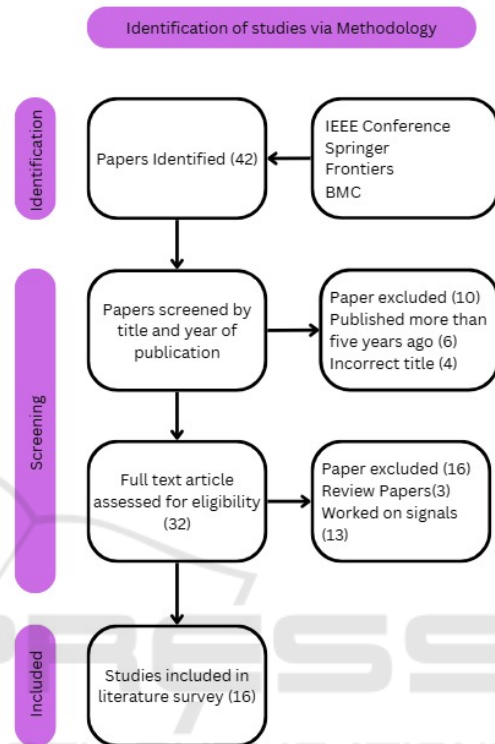 Identification of studies via Methodology
Identification
Papers Identified (42)
IEEE Conference
Springer
Frontiers
BMC
Screening
Papers screened by
title and year of
publication
Paper excluded (10)
Published more than
five years ago (6)
Incorrect title (4)
Full text article
assessed for eligibility
(32)
Paper excluded (16)
Review Papers(3)
Worked on signals
(13)
Included
Studies included in
literature survey (16)
PRESS